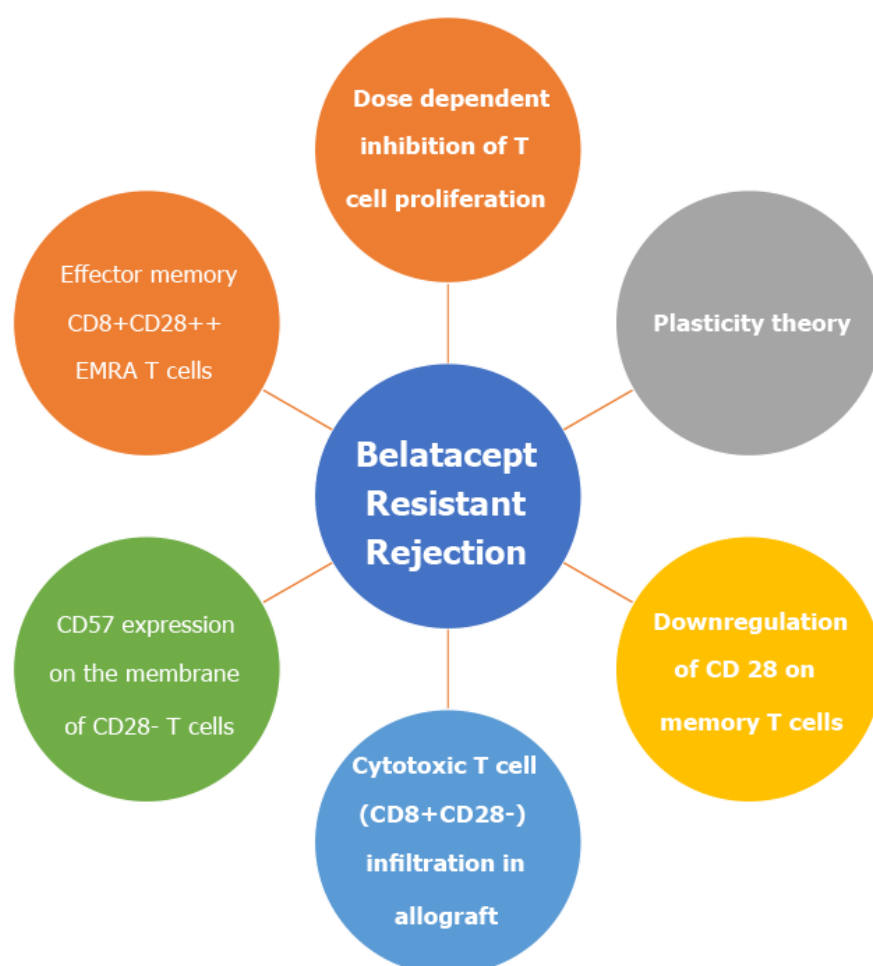 Dose dependent
inhibition of T
cell proliferation
Plasticity theory
Downregulation
of CD 28 on
memory T cells
Cytotoxic T cell
(CD8+CD28-)
infiltration in
allograft
CD57 expression
on the membrane
of CD28- T cells
Effector memory
CD8+CD28++
EMRA T cells
Belatacept
Resistant
Rejection